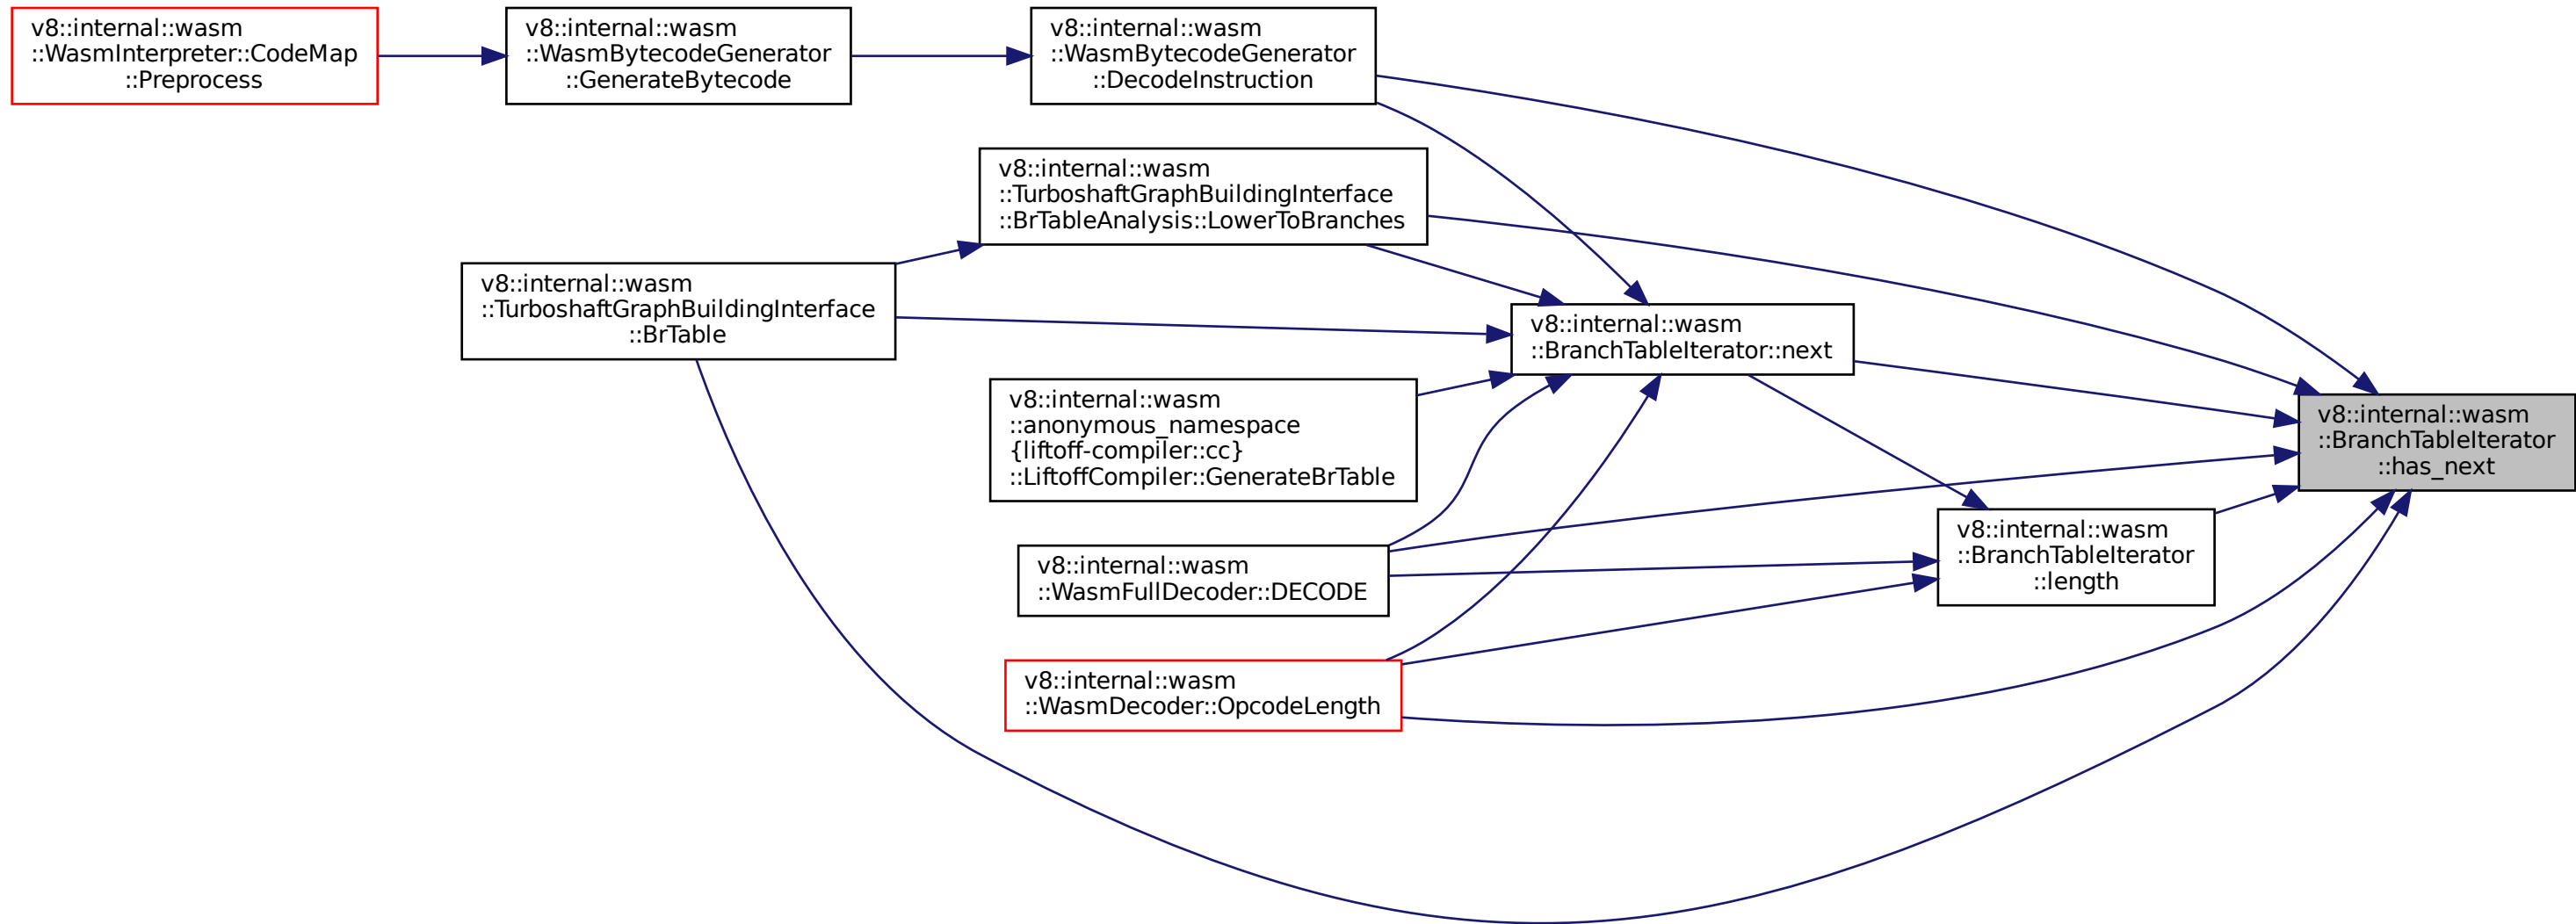 v8::internal::wasm
::WasmInterpreter::CodeMap
::Preprocess
v8::internal::wasm
::WasmBytecodeGenerator
::GenerateBytecode
v8::internal::wasm
::WasmBytecodeGenerator
::DecodeInstruction
v8::internal::wasm
::TurboshaftGraphBuildingInterface
::BrTableAnalysis::LowerToBranches
v8::internal::wasm
::TurboshaftGraphBuildingInterface
::BrTable
v8::internal::wasm
::BranchTableIterator::next
v8::internal::wasm
::anonymous_namespace
{liftoff-compiler::cc}
::LiftoffCompiler::GenerateBrTable
v8::internal::wasm
::BranchTableIterator
::has_next
v8::internal::wasm
::BranchTableIterator
::length
v8::internal::wasm
::WasmFullDecoder::DECODE
v8::internal::wasm
::WasmDecoder::OpcodeLength